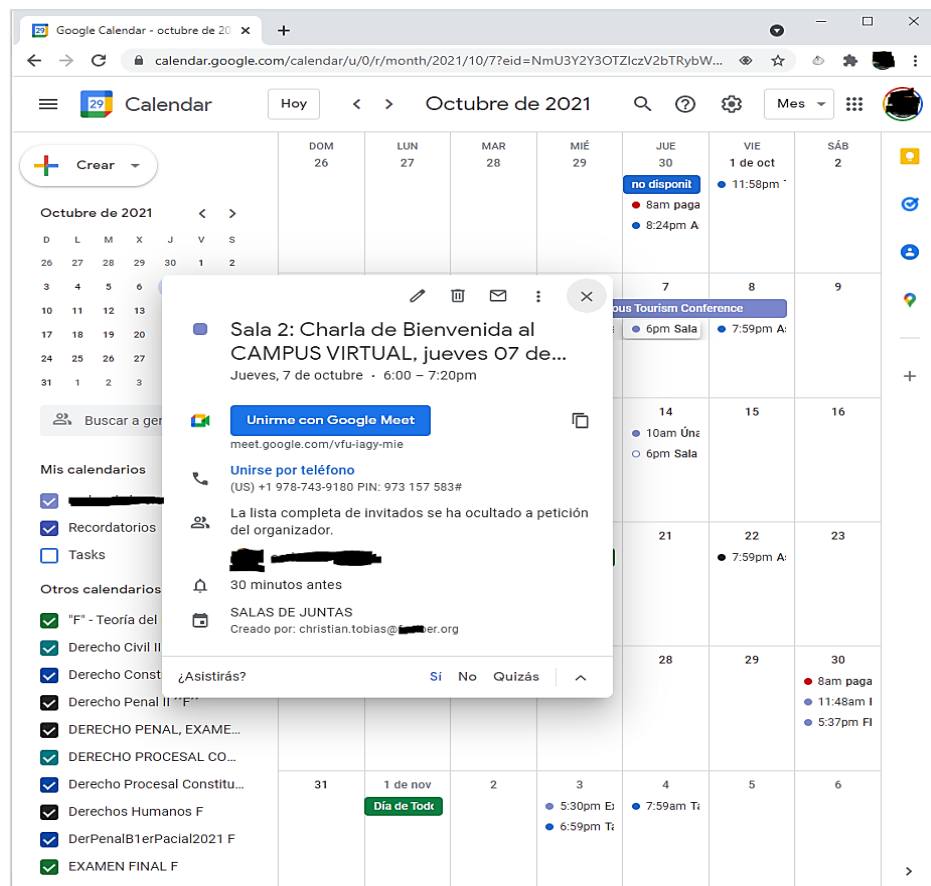 Google Calendar - octubre de 20
calendar.google.com/calendar/u/0/r/month/2021/10/7?eid=NmU3Y2Y3OTZlczV2bTRybW...
29 Calendar Hoy Octubre de 2021 Mes
Crear
Octubre de 2021
D L M X J V S
26 27 28 29 30 1 2
3 4 5 6
10 11 12 13
17 18 19 20
24 25 26 27
31 1 2 3
Buscar a ger
Mis calendarios
Recordatorios
Tasks
Otros calendarios
"F" - Teoría del
Derecho Civil II
Derecho Const
Derecho Penal II "F"
DERECHO PENAL, EXAME...
DERECHO PROCESAL CO...
Derecho Procesal Constitu...
Derechos Humanos F
DerPenalB1erPacial2021 F
EXAMEN FINAL F
DOM LUN MAR MIÉ JUE VIE SÁB
26 27 28 29 30 1 de oct 2
no disponit
11:58pm
8am paga
8:24pm A
7 8 9
ous Tourism Conference
6pm Sala
7:59pm A
14 15 16
10am Úna
6pm Sala
21 22 23
7:59pm A
28 29 30
8am paga
11:48am
5:37pm FI
31 1 de nov 2 3 4 5 6
Día de Todo
5:30pm E
7:59am Ta
6:59pm Ta
Sala 2: Charla de Bienvenida al
CAMPUS VIRTUAL, jueves 07 de...
Jueves, 7 de octubre · 6:00 – 7:20pm
Unirme con Google Meet
meet.google.com/vfu-iagy-mie
Unirse por teléfono
(US) +1 978-743-9180 PIN: 973 157 583#
La lista completa de invitados se ha ocultado a petición
del organizador.
30 minutos antes
SALAS DE JUNTAS
Creado por: christian.tobias@ er.org
¿Asistirás? Sí No Quizás